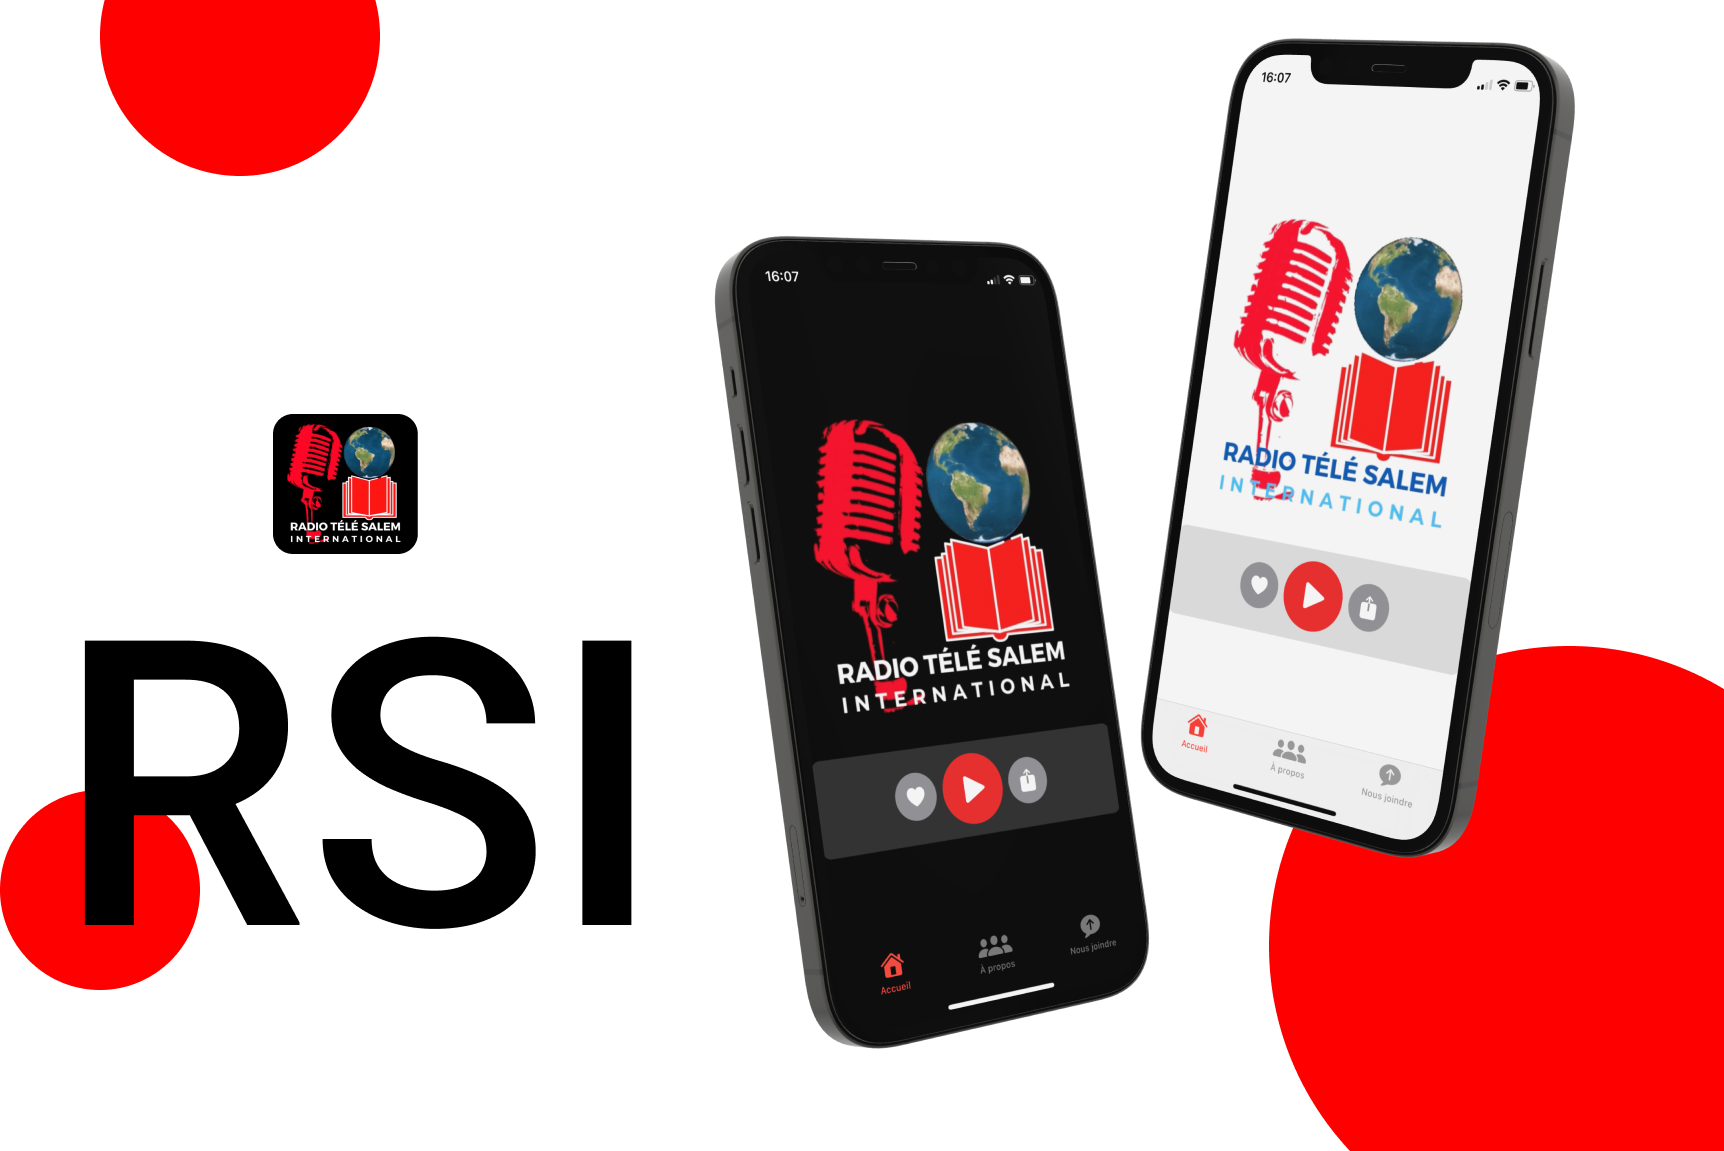 RADIO TÉLÉ SALEM
INTERNATIONAL
RSI
16:07
RADIO TÉLÉ SALEM
INTERNATIONAL
Accueil
À propos
Nous joindre
16:07
RADIO TÉLÉ SALEM
INTERNATIONAL
Accueil
À propos
Nous joindre